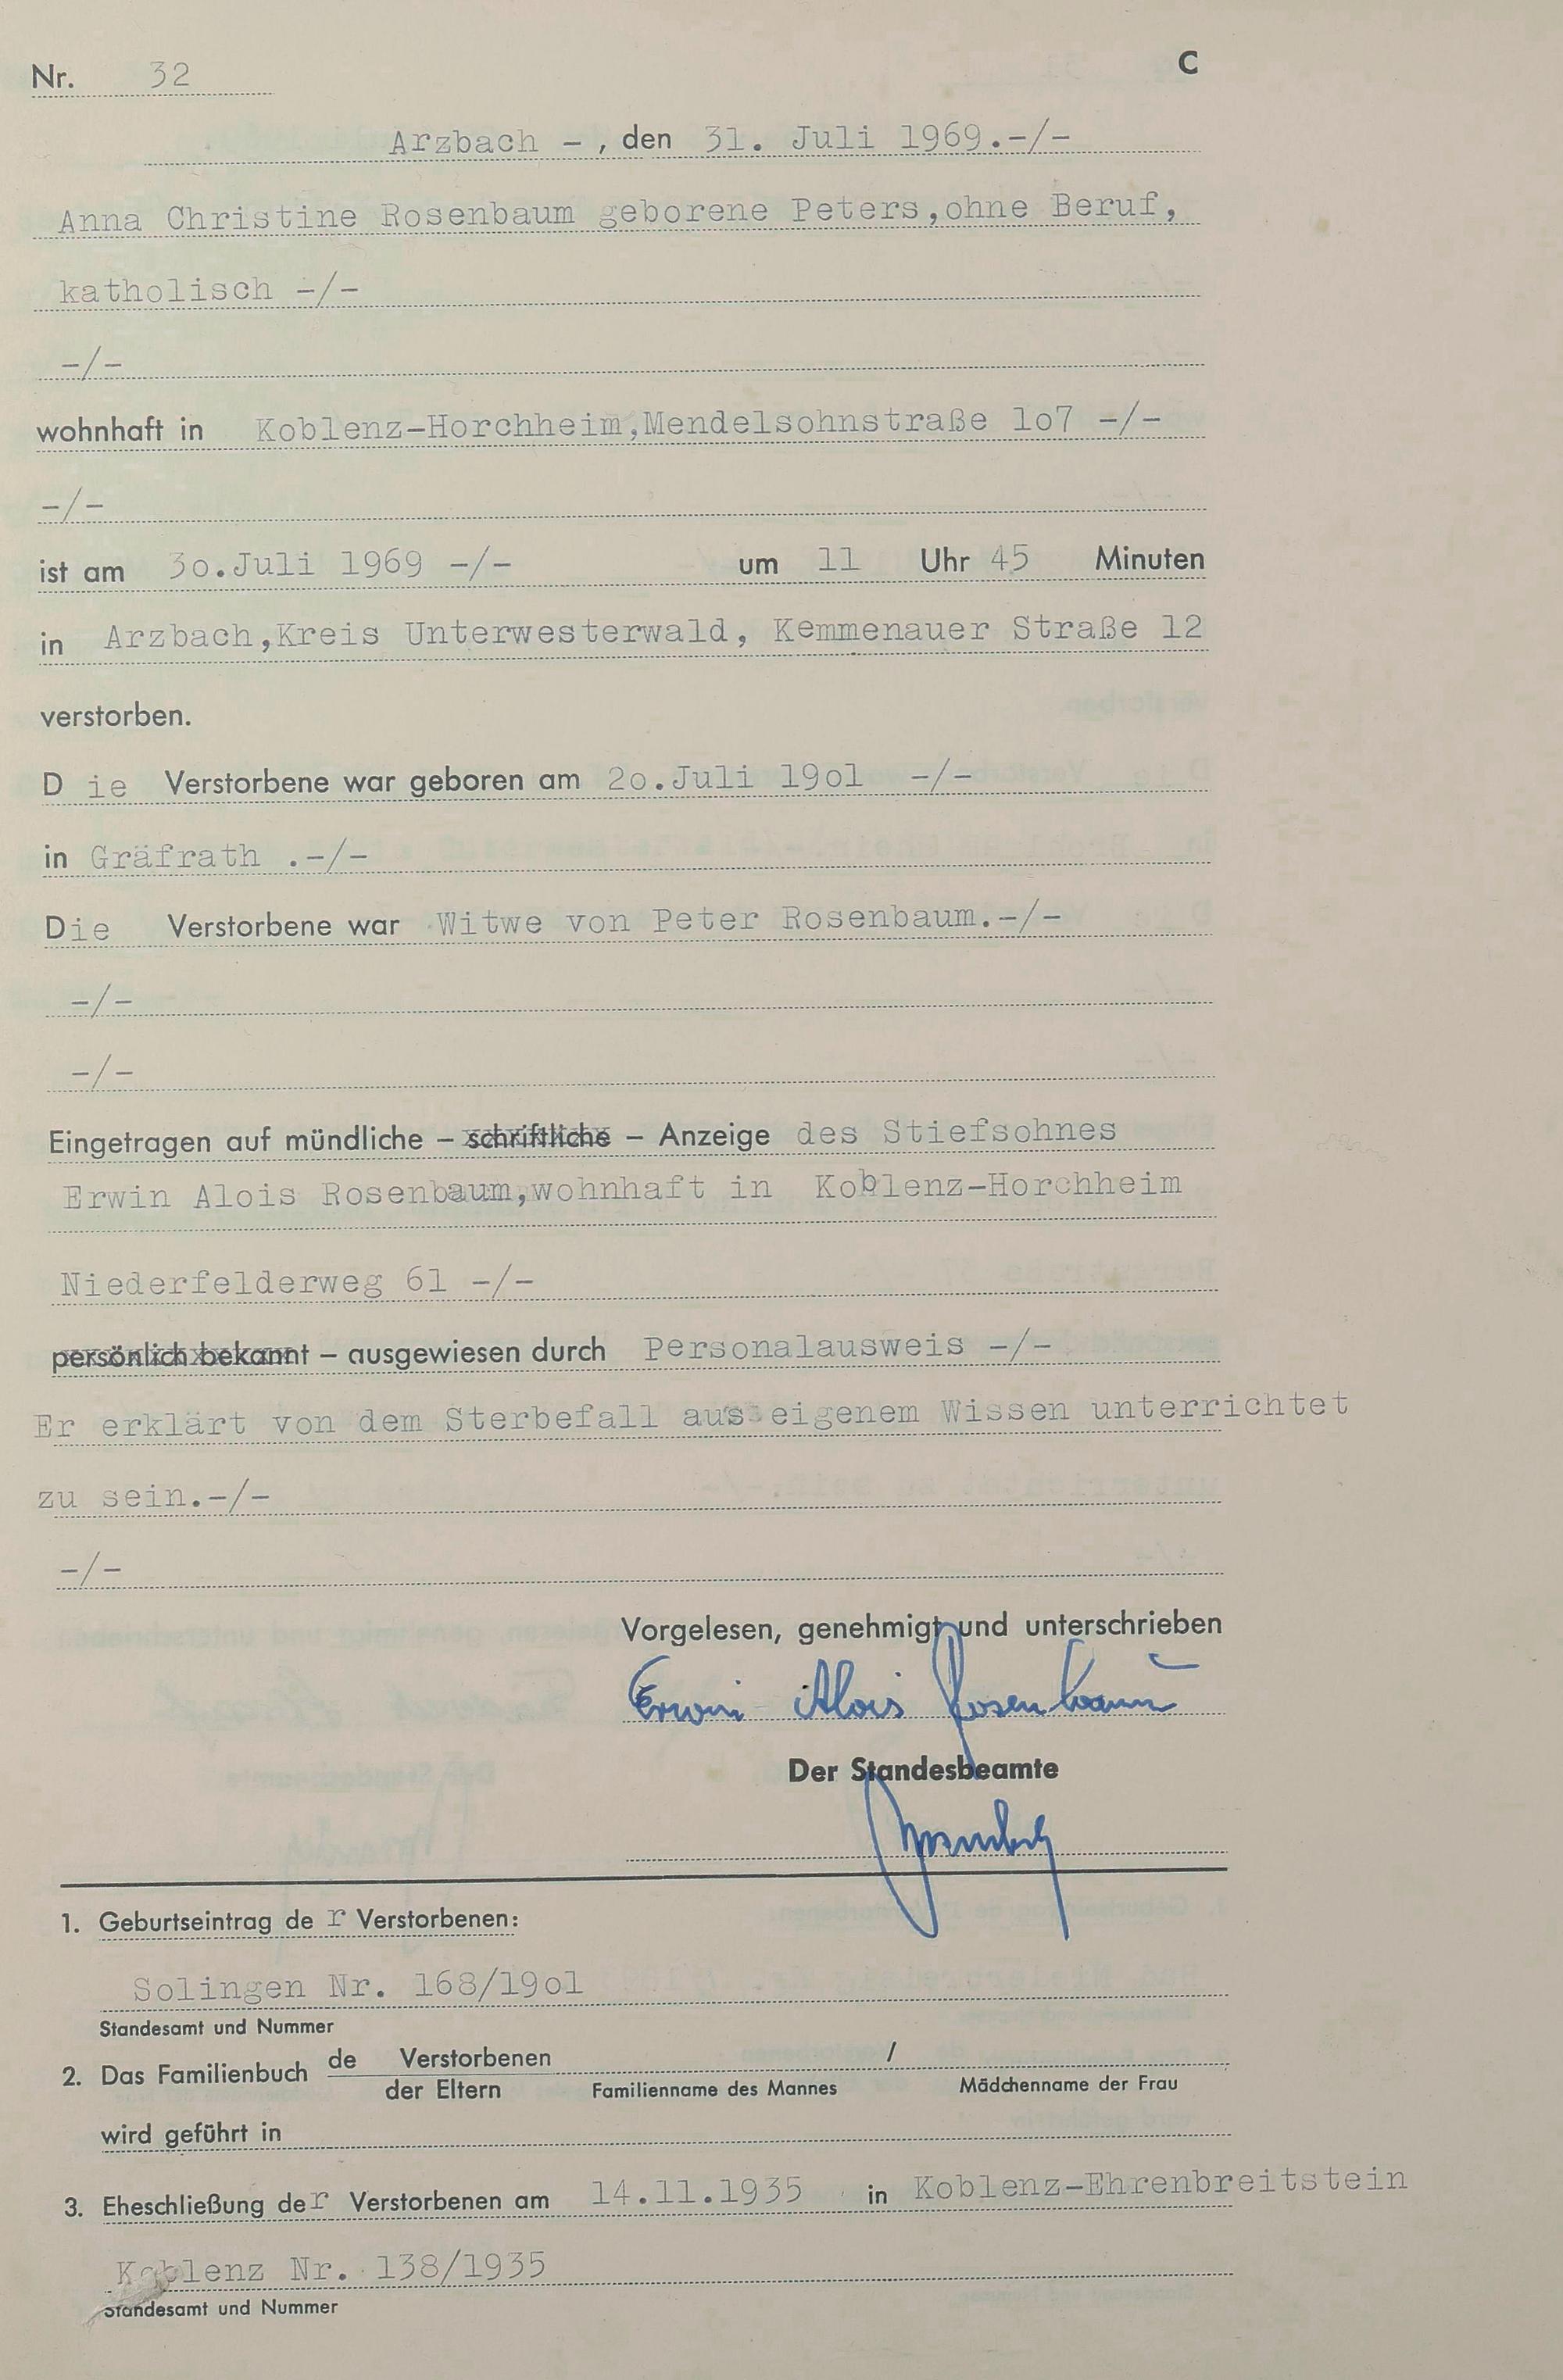 Nr. 32 C
Arzbach – , den 31. Juli 1969.-/-
Anna Christine Rosenbaum geborene Peters,ohne Beruf,
katholisch -/-
-/-
wohnhaft in Koblenz-Horchheim,Mendelsohnstraße 1o7 -/-
-/-
ist am 3o.Juli 1969 -/- um 11 Uhr 45 Minuten
in Arzbach,Kreis Unterwesterwald, Kemmenauer Straße 12
verstorben.
D ie Verstorbene war geboren am 2o.Juli 19o1 -/-
in Gräfrath .-/-
Die Verstorbene war Witwe von Peter Rosenbaum.-/-
-/-
-/-
Eingetragen auf mündliche – schriftliche – Anzeige des Stiefsohnes
Erwin Alois Rosenbaum,wohnhaft in Koblenz-Horchheim
Niederfelderweg 61 -/-
persönlich bekannt – ausgewiesen durch Personalausweis -/-
Er erklärt von dem Sterbefall aus eigenem Wissen unterrichtet
zu sein.-/-
-/-
Vorgelesen, genehmigt und unterschrieben
Erwin Alois Rosenbaum
Der Standesbeamte
1. Geburtseintrag de r Verstorbenen:
Solingen Nr. 168/19o1
Standesamt und Nummer
2. Das Familienbuch de Verstorbenen /
der Eltern Familienname des Mannes Mädchenname der Frau
wird geführt in
3. Eheschließung der Verstorbenen am 14.11.1935 in Koblenz-Ehrenbreitstein
Koblenz Nr. 138/1935
Standesamt und Nummer